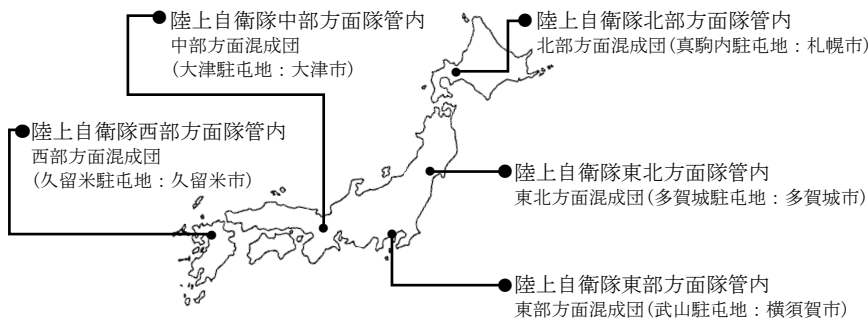 陸上自衛隊中部方面隊管内
中部方面混成団
(大津駐屯地：大津市)
陸上自衛隊北部方面隊管内
北部方面混成団(真駒内駐屯地：札幌市)
陸上自衛隊西部方面隊管内
西部方面混成団
(久留米駐屯地：久留米市)
陸上自衛隊東北方面隊管内
東北方面混成団(多賀城駐屯地：多賀城市)
陸上自衛隊東部方面隊管内
東部方面混成団(武山駐屯地：横須賀市)